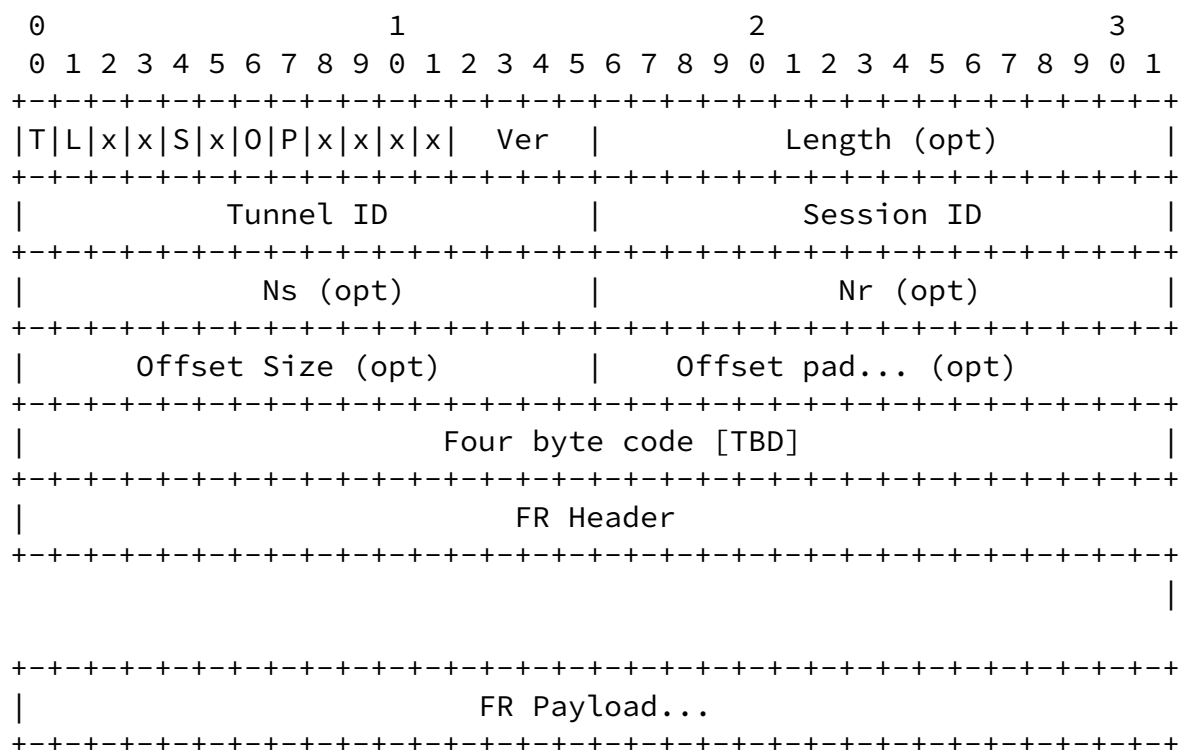 0                   1                   2                   3
 0 1 2 3 4 5 6 7 8 9 0 1 2 3 4 5 6 7 8 9 0 1 2 3 4 5 6 7 8 9 0 1
+-+-+-+-+-+-+-+-+-+-+-+-+-+-+-+-+-+-+-+-+-+-+-+-+-+-+-+-+-+-+-+-+
|T|L|x|x|S|x|O|P|x|x|x|x|  Ver  |          Length (opt)         |
+-+-+-+-+-+-+-+-+-+-+-+-+-+-+-+-+-+-+-+-+-+-+-+-+-+-+-+-+-+-+-+-+
|           Tunnel ID           |           Session ID          |
+-+-+-+-+-+-+-+-+-+-+-+-+-+-+-+-+-+-+-+-+-+-+-+-+-+-+-+-+-+-+-+-+
|             Ns (opt)          |             Nr (opt)          |
+-+-+-+-+-+-+-+-+-+-+-+-+-+-+-+-+-+-+-+-+-+-+-+-+-+-+-+-+-+-+-+-+
|      Offset Size (opt)        |    Offset pad... (opt)
+-+-+-+-+-+-+-+-+-+-+-+-+-+-+-+-+-+-+-+-+-+-+-+-+-+-+-+-+-+-+-+-+
|                       Four byte code [TBD]                    |
+-+-+-+-+-+-+-+-+-+-+-+-+-+-+-+-+-+-+-+-+-+-+-+-+-+-+-+-+-+-+-+-+
|                           FR Header
+-+-+-+-+-+-+-+-+-+-+-+-+-+-+-+-+-+-+-+-+-+-+-+-+-+-+-+-+-+-+-+-+
                                                                |

+-+-+-+-+-+-+-+-+-+-+-+-+-+-+-+-+-+-+-+-+-+-+-+-+-+-+-+-+-+-+-+-+
|                         FR Payload...
+-+-+-+-+-+-+-+-+-+-+-+-+-+-+-+-+-+-+-+-+-+-+-+-+-+-+-+-+-+-+-+-+